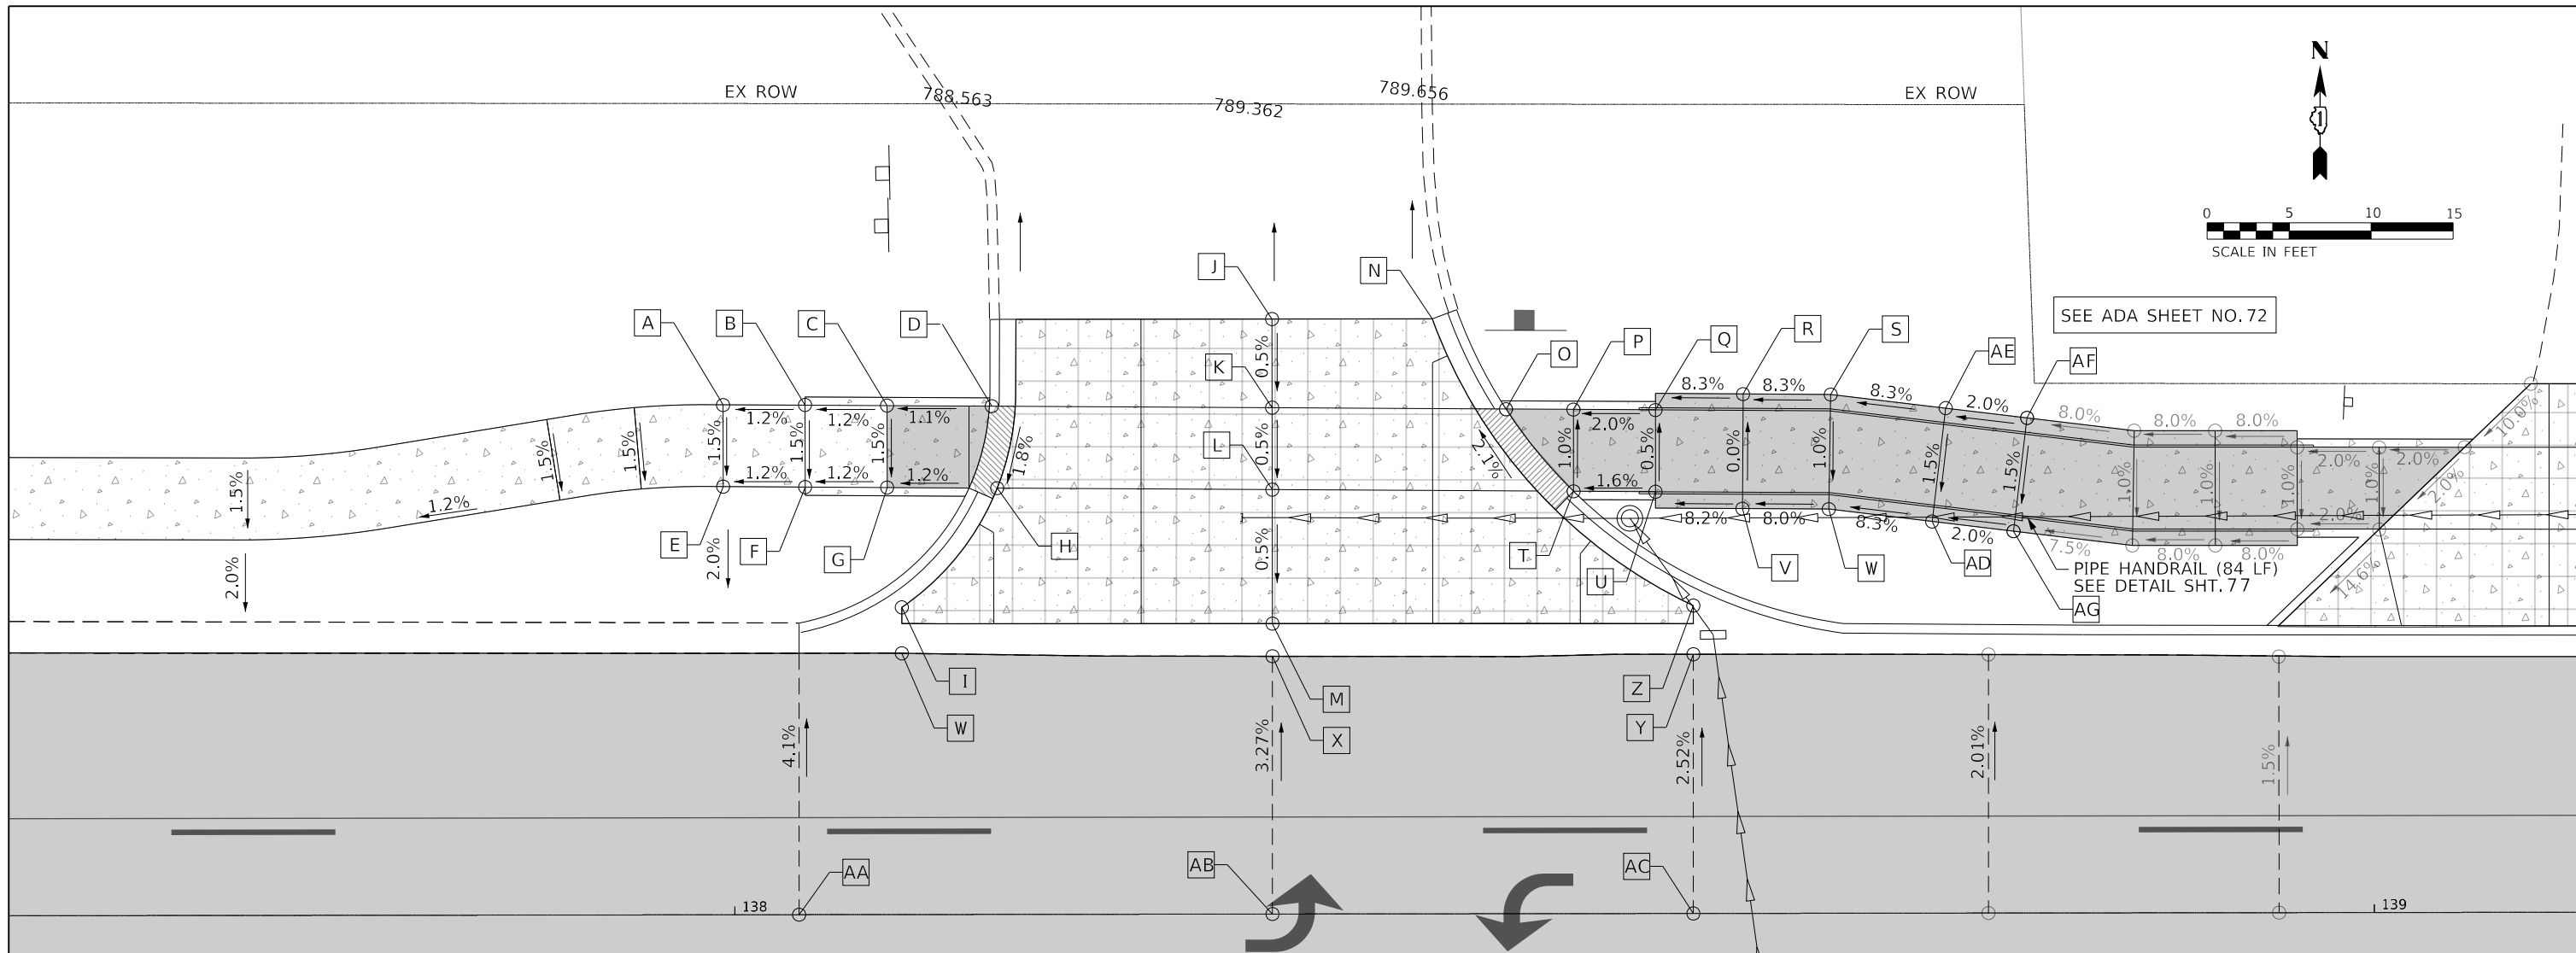 EX ROW
788.563
789.362
789.656
EX ROW
N
1
0 5 10 15
SCALE IN FEET
SEE ADA SHEET NO. 72
A
B
C
D
J
N
K
L
O
P
Q
R
S
AE
AF
1.2%
1.2%
1.1%
0.5%
8.3%
8.3%
8.3%
2.0%
8.0%
8.0%
8.0%
10.0%
1.5%
1.5%
1.5%
1.5%
1.5%
1.5%
1.8%
0.5%
2.1%
1.0%
2.0%
0.5%
0.0%
1.0%
1.5%
1.5%
1.0%
1.0%
1.0%
2.0%
1.0%
2.0%
2.0%
1.2%
1.2%
1.2%
1.2%
1.6%
8.2%
8.0%
8.3%
2.0%
7.5%
8.0%
8.0%
2.0%
14.6%
E
F
G
H
T
U
V
W
AD
AG
2.0%
2.0%
0.5%
PIPE HANDRAIL (84 LF)
SEE DETAIL SHT. 77
I
W
M
X
Z
Y
4.1%
3.27%
2.52%
2.01%
1.5%
AA
AB
AC
138
139